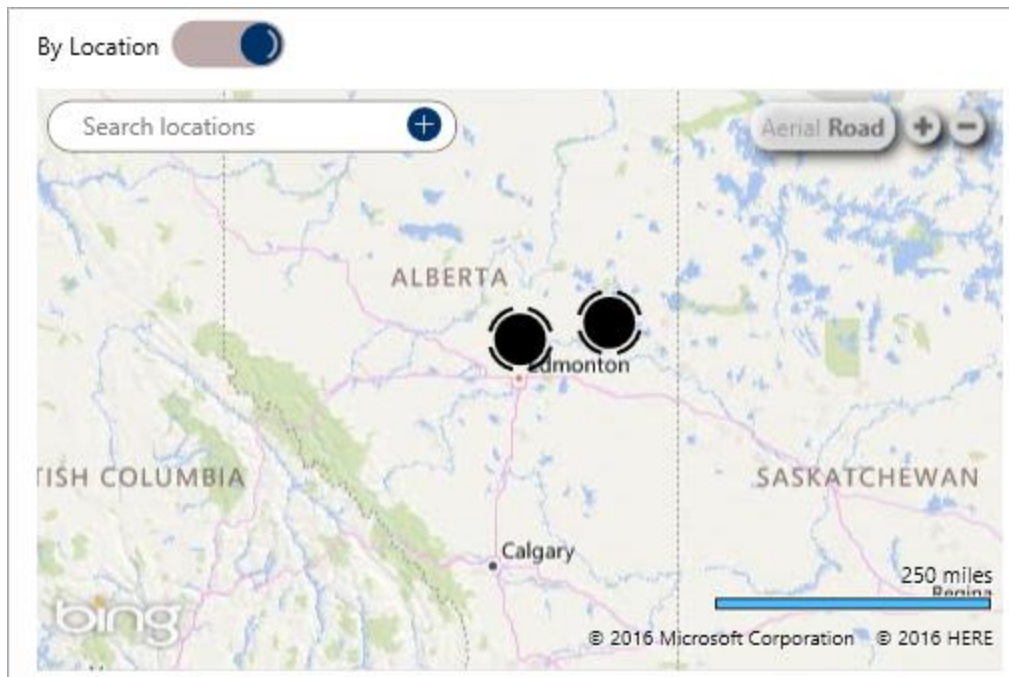 By Location
Search locations
Aerial Road
ALBERTA
Edmonton
TISH COLUMBIA
SASKATCHEWAN
Calgary
250 miles
Regina
bing
© 2016 Microsoft Corporation © 2016 HERE